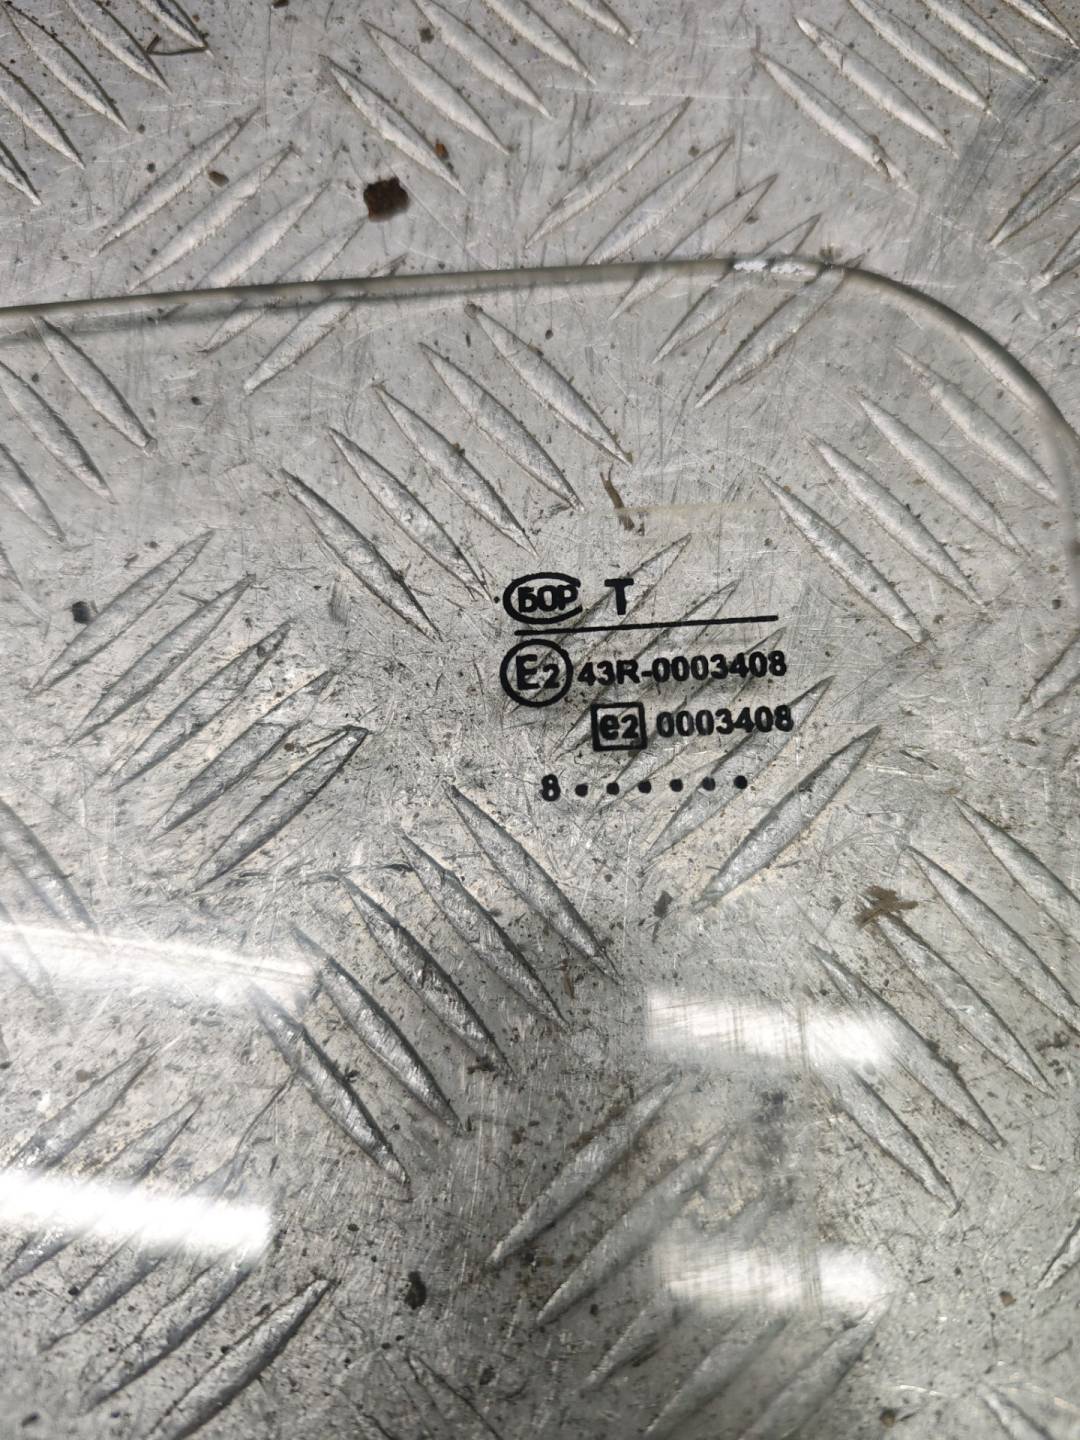 БОР T
E2 43R-0003408
e2 0003408
8 • • • • • •